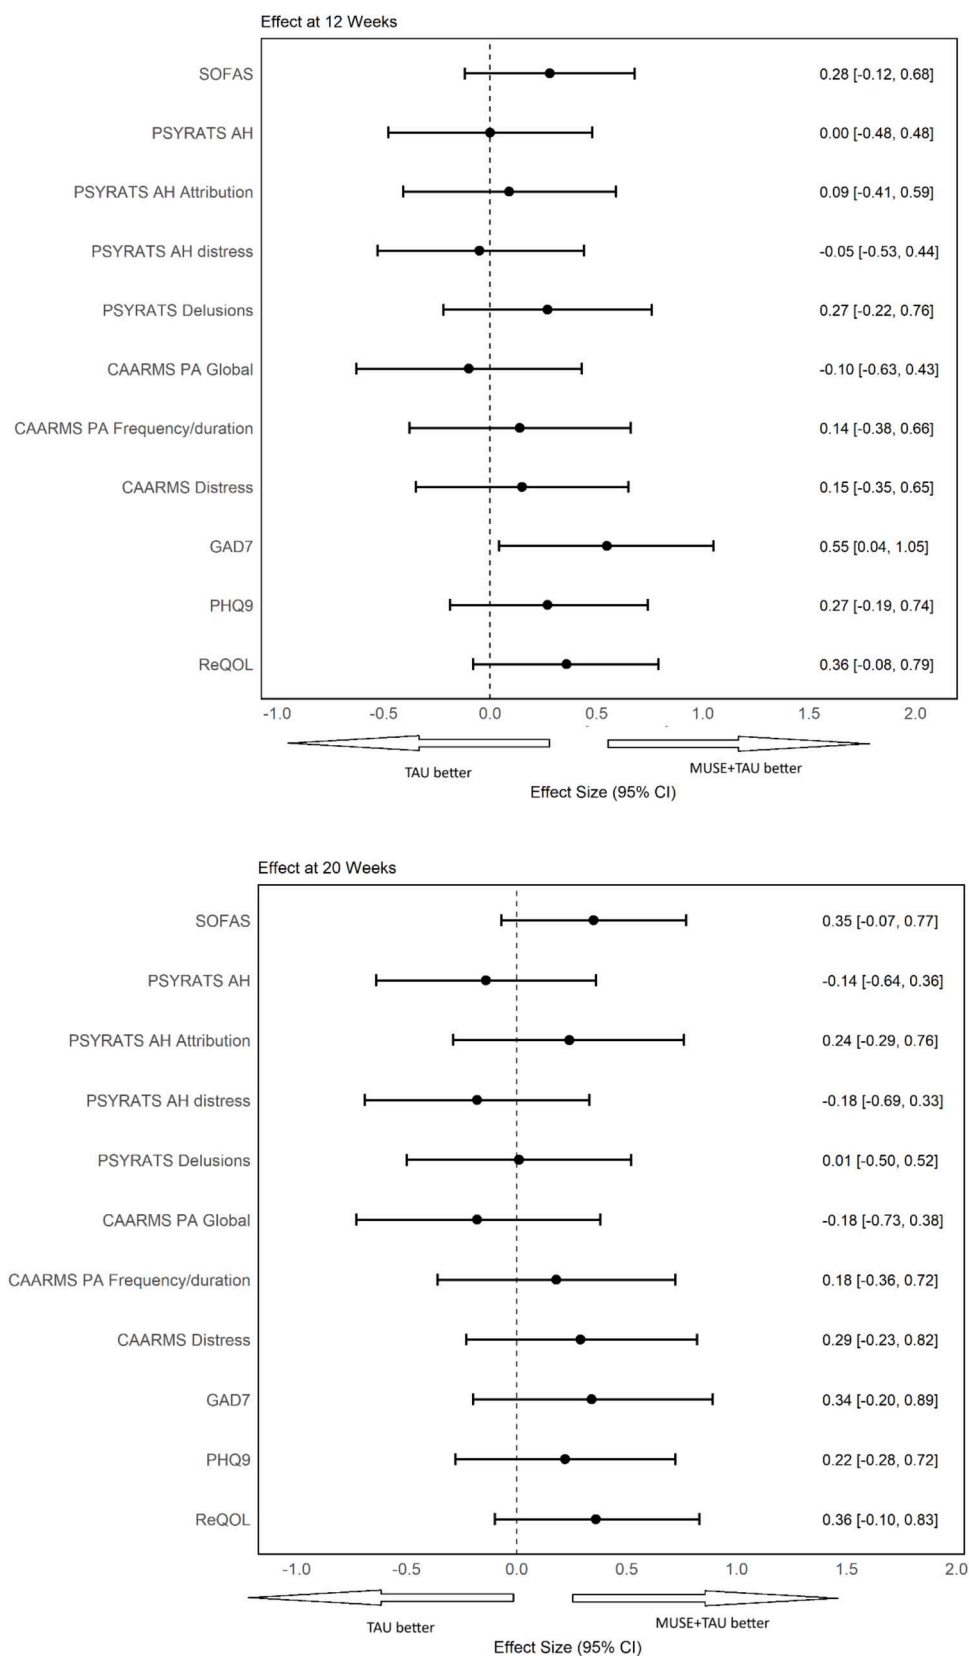 Effect at 12 Weeks
SOFAS 0.28 [-0.12, 0.68]
PSYRATS AH 0.00 [-0.48, 0.48]
PSYRATS AH Attribution 0.09 [-0.41, 0.59]
PSYRATS AH distress -0.05 [-0.53, 0.44]
PSYRATS Delusions 0.27 [-0.22, 0.76]
CAARMS PA Global -0.10 [-0.63, 0.43]
CAARMS PA Frequency/duration 0.14 [-0.38, 0.66]
CAARMS Distress 0.15 [-0.35, 0.65]
GAD7 0.55 [0.04, 1.05]
PHQ9 0.27 [-0.19, 0.74]
ReQOL 0.36 [-0.08, 0.79]
-1.0 -0.5 0.0 0.5 1.0 1.5 2.0
TAU better MUSE+TAU better
Effect Size (95% CI)
Effect at 20 Weeks
SOFAS 0.35 [-0.07, 0.77]
PSYRATS AH -0.14 [-0.64, 0.36]
PSYRATS AH Attribution 0.24 [-0.29, 0.76]
PSYRATS AH distress -0.18 [-0.69, 0.33]
PSYRATS Delusions 0.01 [-0.50, 0.52]
CAARMS PA Global -0.18 [-0.73, 0.38]
CAARMS PA Frequency/duration 0.18 [-0.36, 0.72]
CAARMS Distress 0.29 [-0.23, 0.82]
GAD7 0.34 [-0.20, 0.89]
PHQ9 0.22 [-0.28, 0.72]
ReQOL 0.36 [-0.10, 0.83]
-1.0 -0.5 0.0 0.5 1.0 1.5 2.0
TAU better MUSE+TAU better
Effect Size (95% CI)